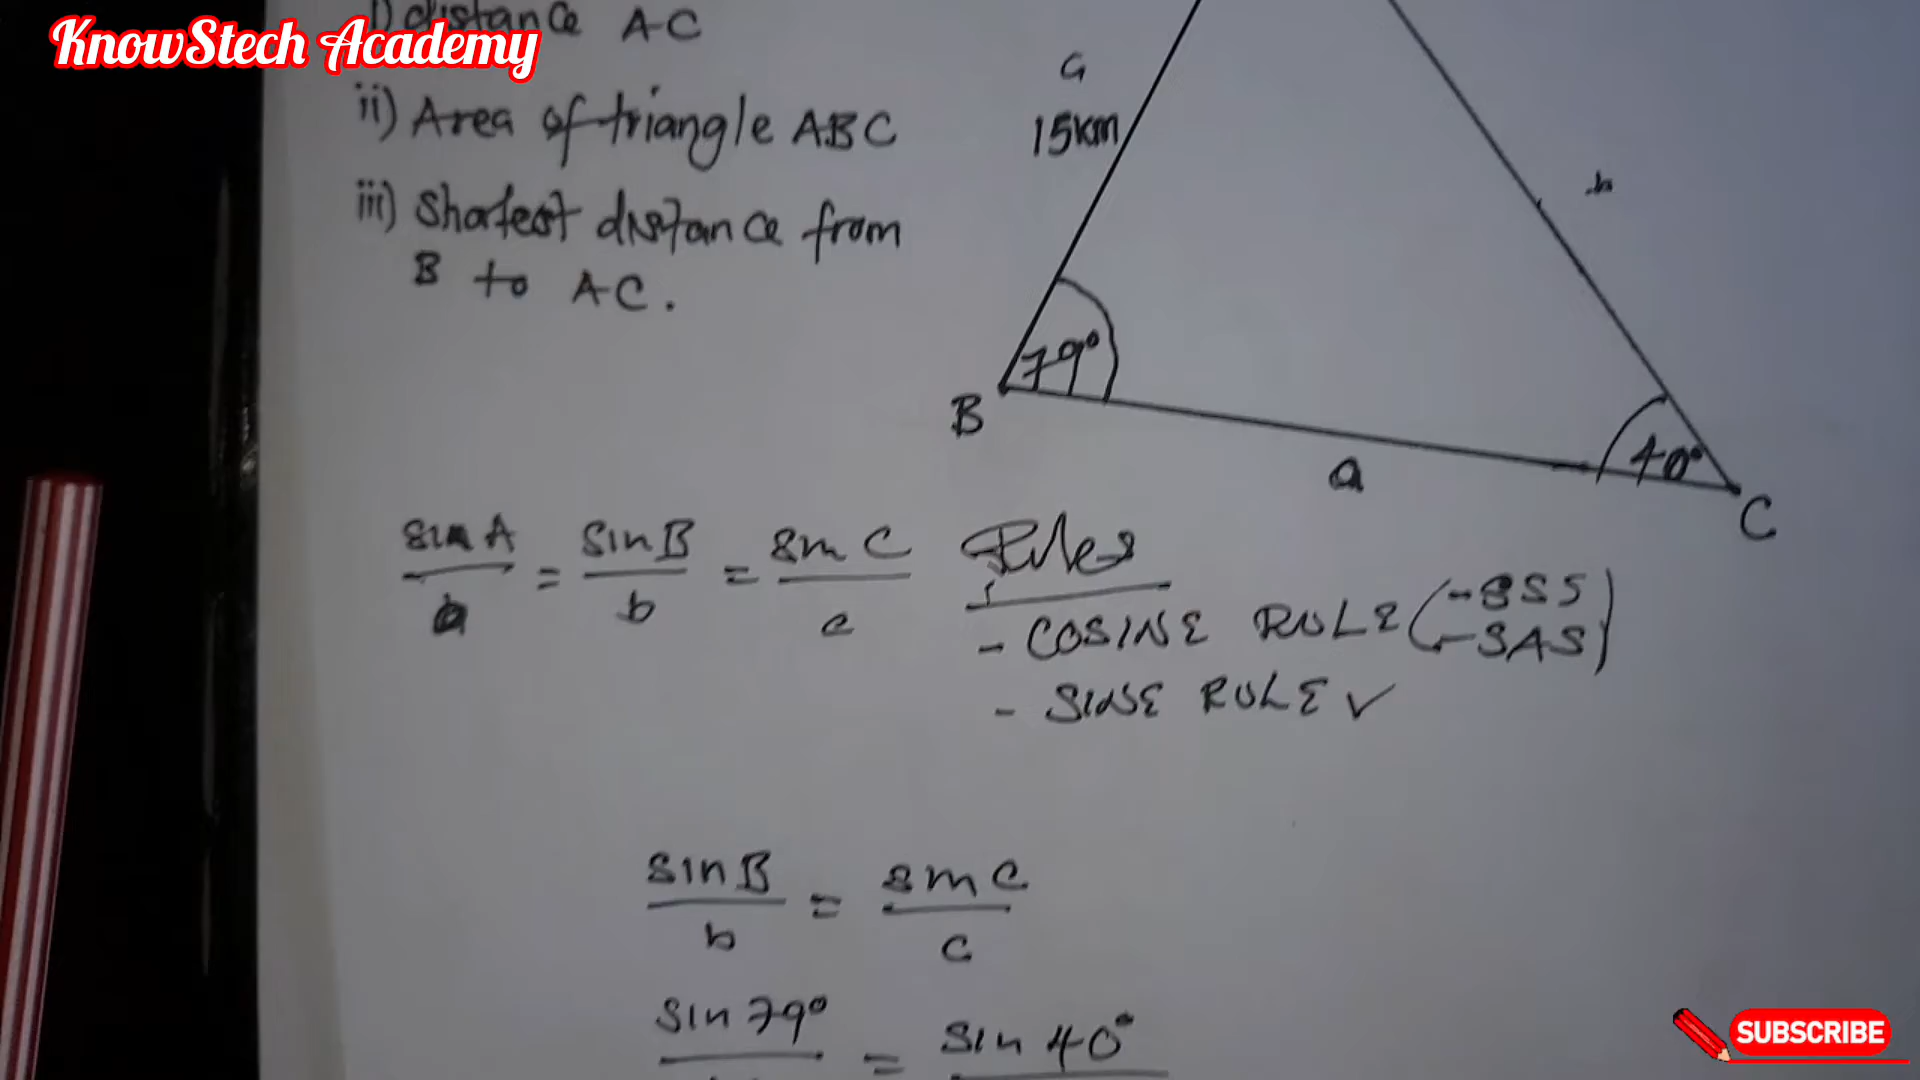 i) distance AC
KnowStech Academy
ii) Area of triangle ABC
iii) Shortest distance from
B to AC.
15km
79°
B
a
40°
C
sin A / a = sin B / b = sin C / c
Rules
- COSINE RULE (- SSS
- SAS)
- SINE RULE ✓
sin B / b = sin C / c
sin 79° = sin 40°
SUBSCRIBE